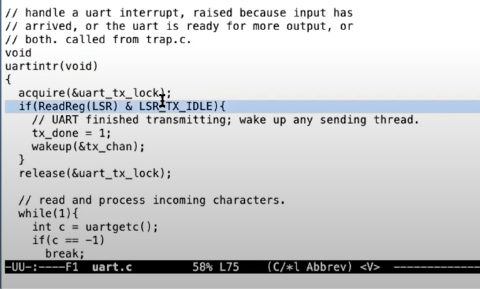 // handle a uart interrupt, raised because input has
// arrived, or the uart is ready for more output, or
// both. called from trap.c.
void
uartintr(void)
{
  acquire(&uart_tx_lock);
  if(ReadReg(LSR) & LSR_TX_IDLE){
    // UART finished transmitting; wake up any sending thread.
    tx_done = 1;
    wakeup(&tx_chan);
  }
  release(&uart_tx_lock);

  // read and process incoming characters.
  while(1){
    int c = uartgetc();
    if(c == -1)
      break;
-UU-:----F1  uart.c        58% L75    (C/*l Abbrev) <V>  --------------